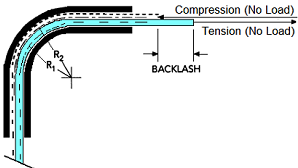 Compression (No Load)
Tension (No Load)
R2
R1
BACKLASH